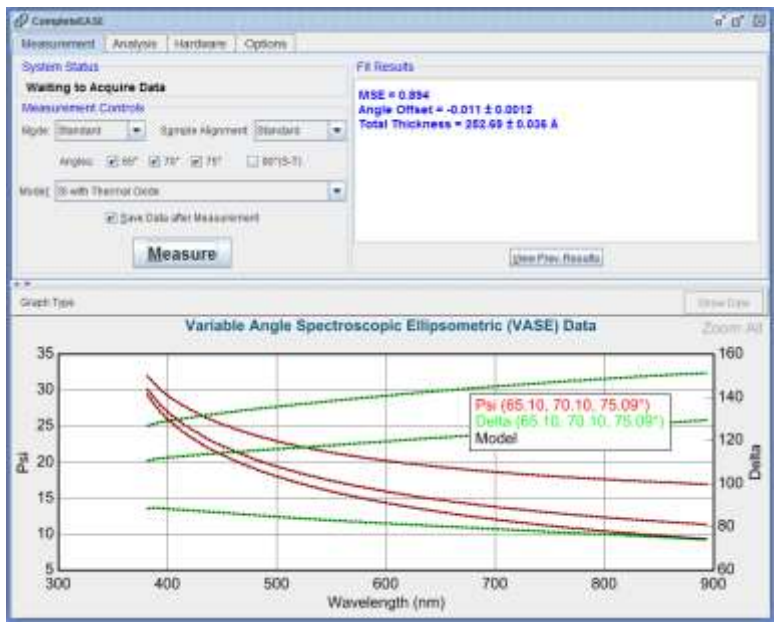 CompleteEASE
Measurement Analysis Hardware Options
System Status
Waiting to Acquire Data
Measurement Controls
Mode: Standard Sample Alignment: Standard
Angles: 65° 70° 75° 80°(S-T)
Model: Si with Thermal Oxide
Save Data after Measurement
Measure
Fit Results
MSE = 0.894
Angle Offset = -0.011 ± 0.0012
Total Thickness = 252.69 ± 0.036 Å
View Prev. Results
Graph Type
Show Data
Variable Angle Spectroscopic Ellipsometric (VASE) Data
Zoom All
Psi
35
30
25
20
15
10
5
Psi (65.10, 70.10, 75.09°)
Delta (65.10, 70.10, 75.09°)
Model
160
140
120
100
80
60
Delta
300 400 500 600 700 800 900
Wavelength (nm)